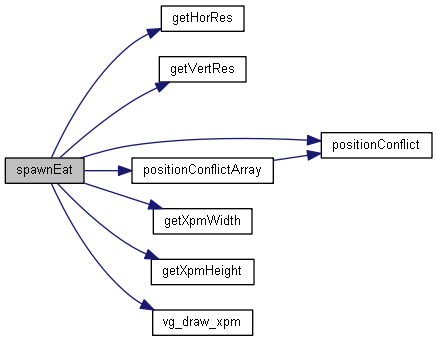 getHorRes
getVertRes
positionConflict
spawnEat
positionConflictArray
getXpmWidth
getXpmHeight
vg_draw_xpm